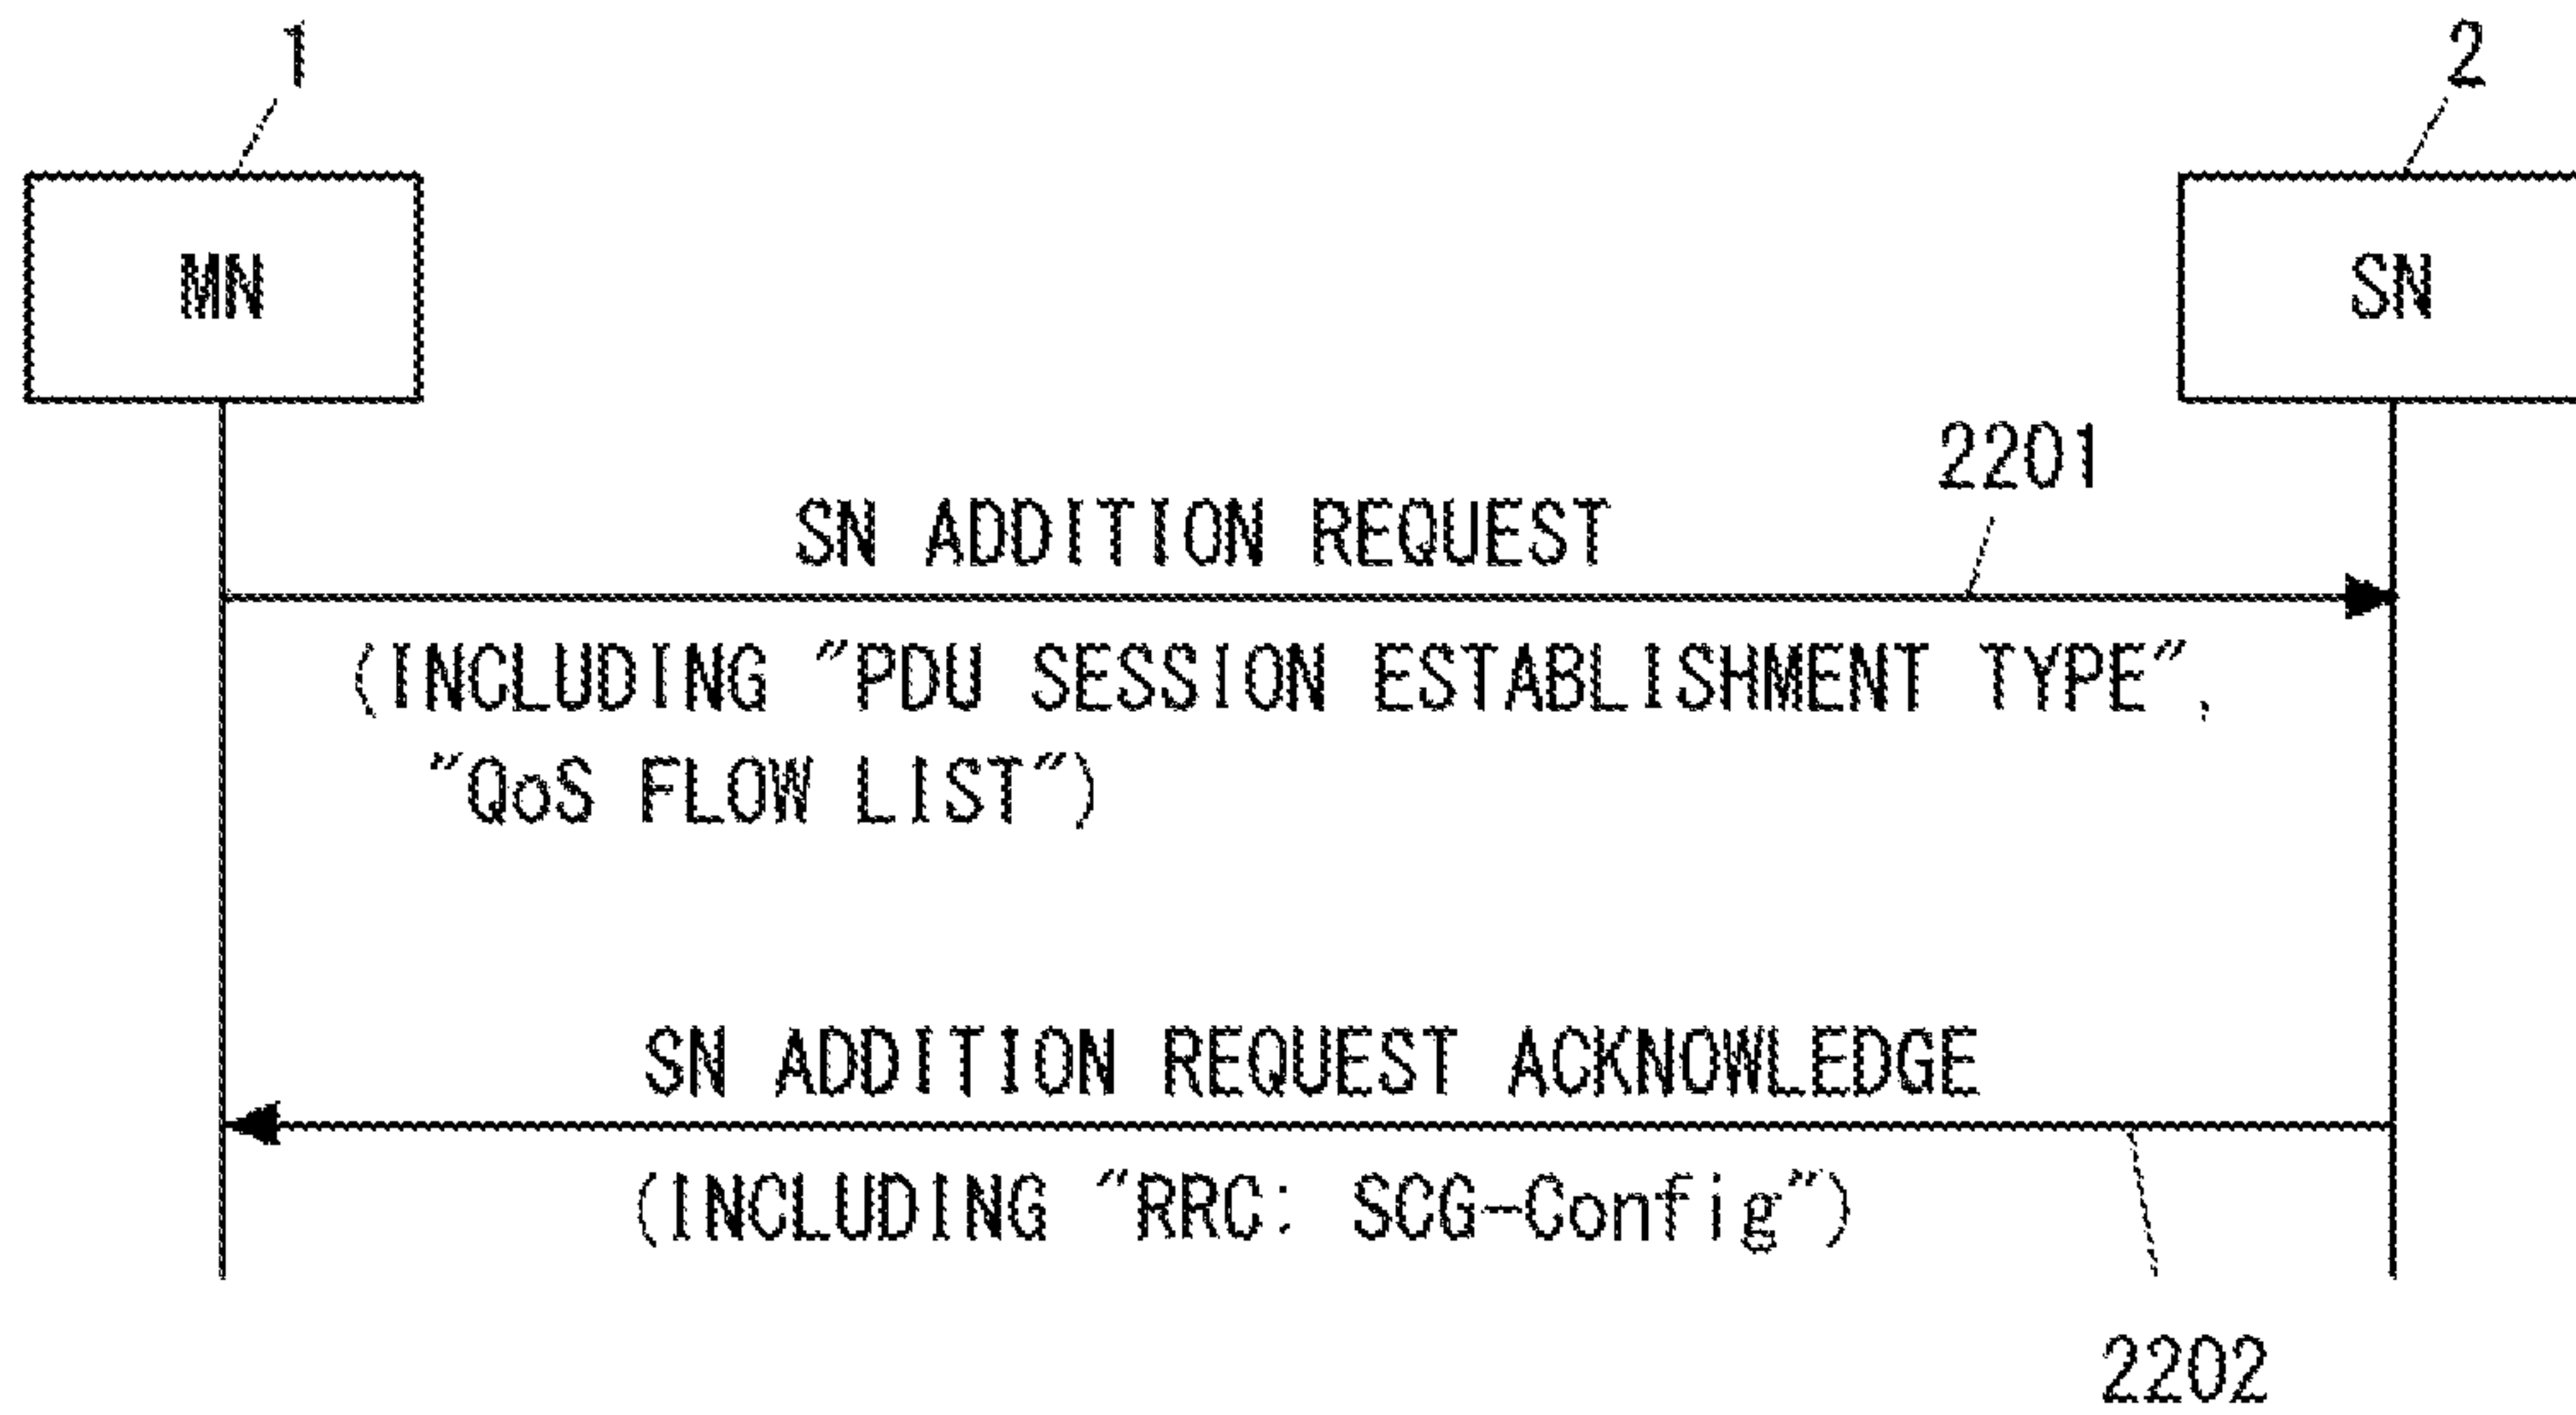 1
2
MN
SN
2201
SN ADDITION REQUEST
(INCLUDING "PDU SESSION ESTABLISHMENT TYPE",
"QoS FLOW LIST")
SN ADDITION REQUEST ACKNOWLEDGE
(INCLUDING "RRC: SCG-Config")
2202